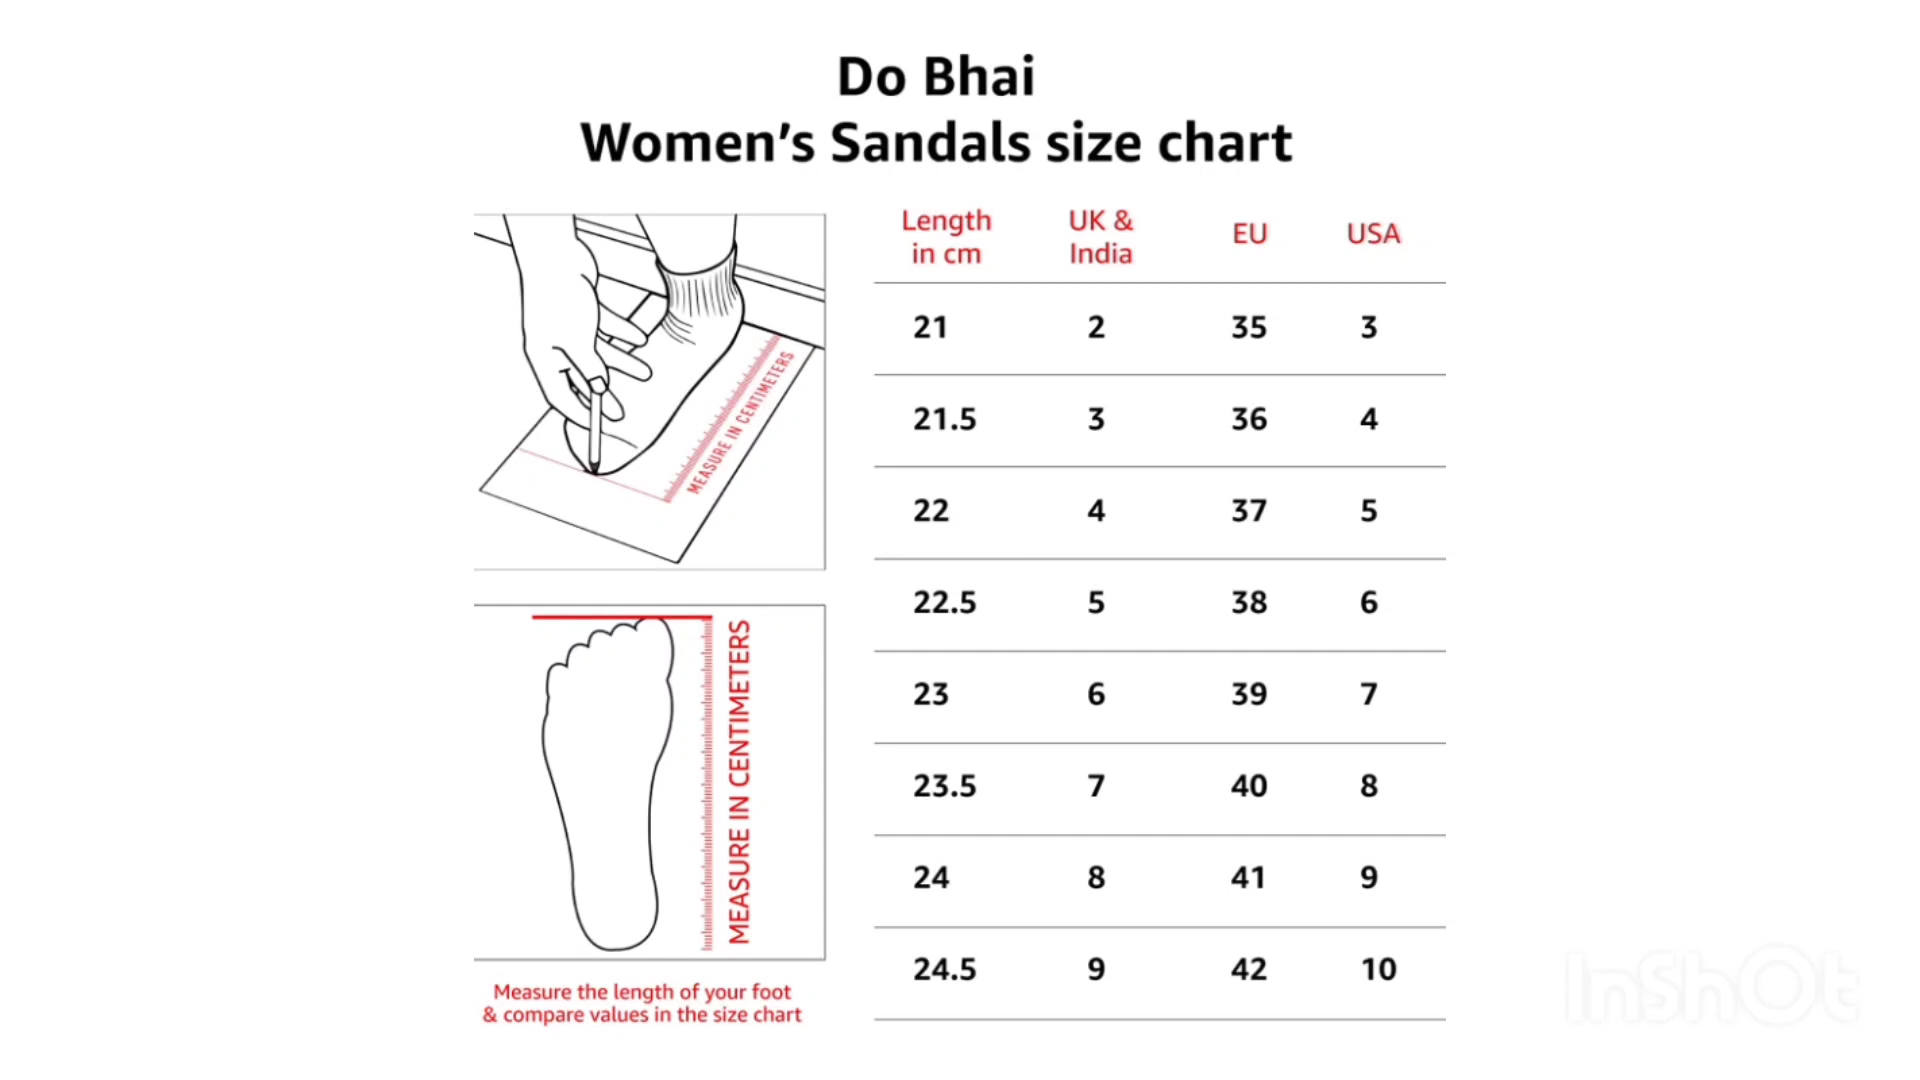 Do Bhai
Women's Sandals size chart
Length in cm UK & India EU USA
21 2 35 3
21.5 3 36 4
22 4 37 5
22.5 5 38 6
23 6 39 7
23.5 7 40 8
24 8 41 9
24.5 9 42 10
MEASURE IN CENTIMETERS
MEASURE IN CENTIMETERS
Measure the length of your foot
& compare values in the size chart
InShOt